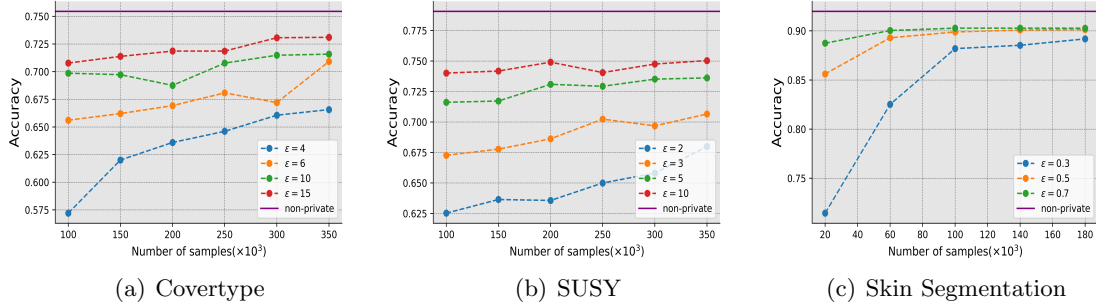 0.750
0.725
0.700
0.675
0.650
0.625
0.600
0.575
Accuracy
100 150 200 250 300 350
Number of samples(×10³)
ε = 4
ε = 6
ε = 10
ε = 15
non-private
(a) Covertype
0.775
0.750
0.725
0.700
0.675
0.650
0.625
Accuracy
100 150 200 250 300 350
Number of samples(×10³)
ε = 2
ε = 3
ε = 5
ε = 10
non-private
(b) SUSY
0.90
0.85
0.80
0.75
Accuracy
20 40 60 80 100 120 140 160 180
Number of samples(×10³)
ε = 0.3
ε = 0.5
ε = 0.7
non-private
(c) Skin Segmentation